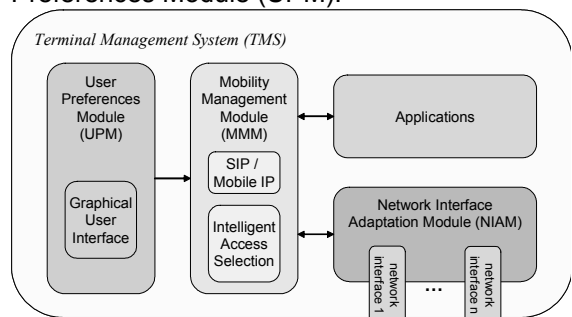 Preferences Module (UPM).
Terminal Management System (TMS)
User
Preferences
Module
(UPM)
Graphical
User
Interface
Mobility
Management
Module
(MMM)
SIP /
Mobile IP
Intelligent
Access
Selection
Applications
Network Interface
Adaptation Module (NIAM)
network
interface 1
...
network
interface n